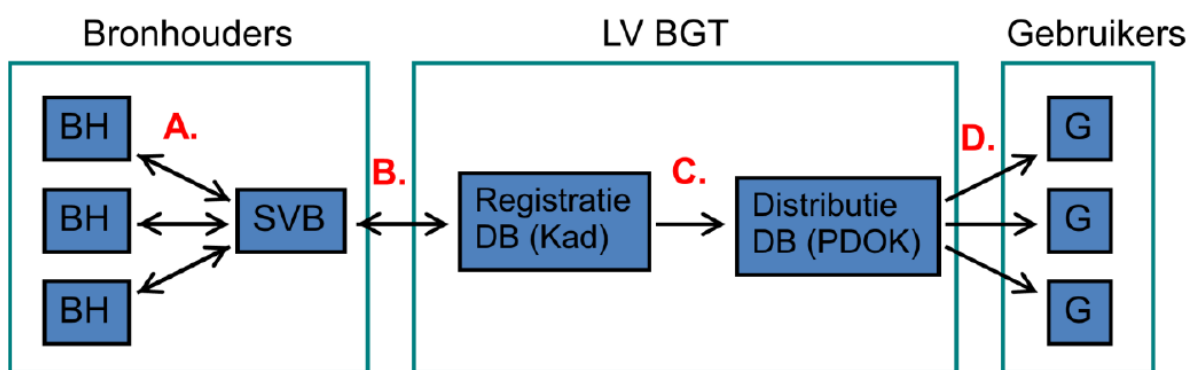 Bronhouders
LV BGT
Gebruikers
BH
A.
BH
SVB
BH
B.
Registratie
DB (Kad)
C.
Distributie
DB (PDOK)
D.
G
G
G